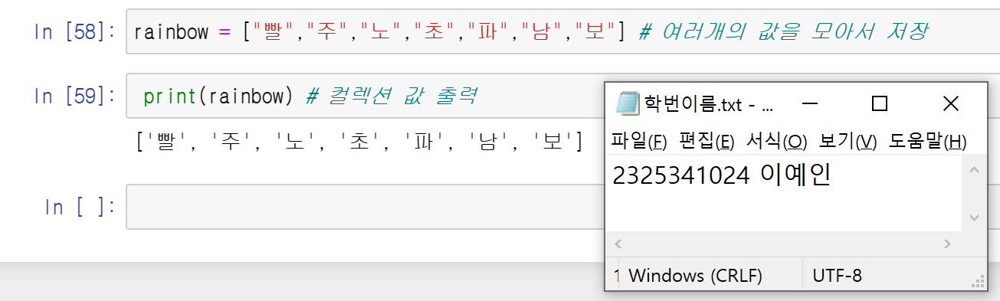 In [58]: rainbow = ["빨","주","노","초","파","남","보"] # 여러개의 값을 모아서 저장
In [59]: print(rainbow) # 컬렉션 값 출력
['빨', '주', '노', '초', '파', '남', '보']
In [ ]:
학번이름.txt - ...
파일(F) 편집(E) 서식(O) 보기(V) 도움말(H)
2325341024 이예인
1 Windows (CRLF) UTF-8